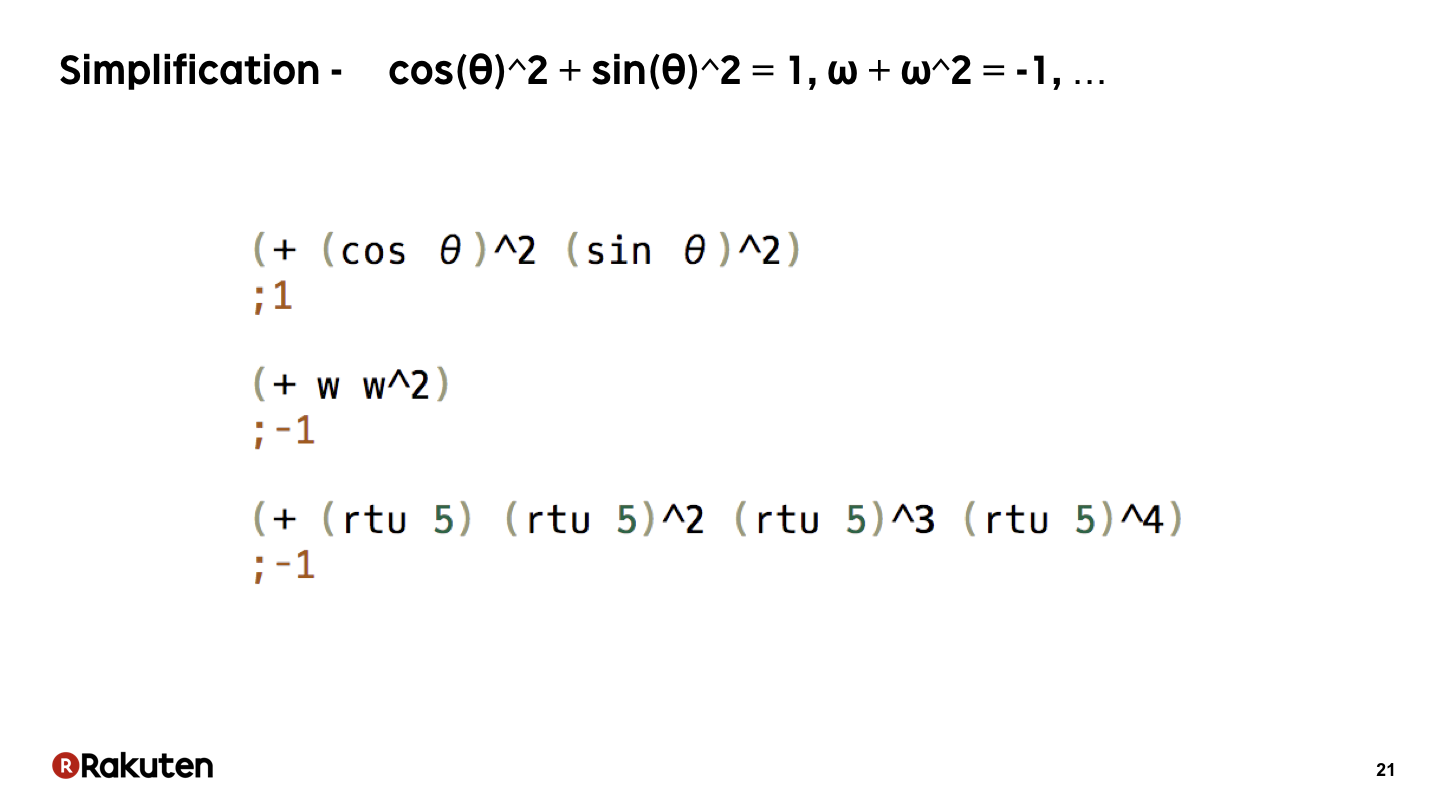 Simplification - cos(θ)^2 + sin(θ)^2 = 1, ω + ω^2 = -1, …
(+ (cos θ)^2 (sin θ)^2)
;1
(+ w w^2)
;-1
(+ (rtu 5) (rtu 5)^2 (rtu 5)^3 (rtu 5)^4)
;-1
R Rakuten
21